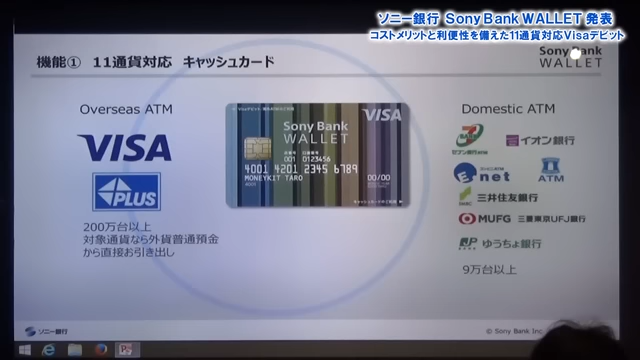 ソニー銀行 Sony Bank WALLET 発表
コストメリットと利便性を備えた11通貨対応Visaデビット
機能① 11通貨対応 キャッシュカード
Sony Bank
WALLET
Overseas ATM
VISA
PLUS
200万台以上
対象通貨なら外貨普通預金
から直接お引き出し
VISA
Sony Bank
WALLET
001 0123456
4001 4201 2345 6789
00/00
MONEYKIT TARO
Domestic ATM
セブン銀行
イオン銀行
E net
ATM
三井住友銀行
MUFG 三菱東京UFJ銀行
ゆうちょ銀行
9万台以上
ソニー銀行
© Sony Bank Inc.